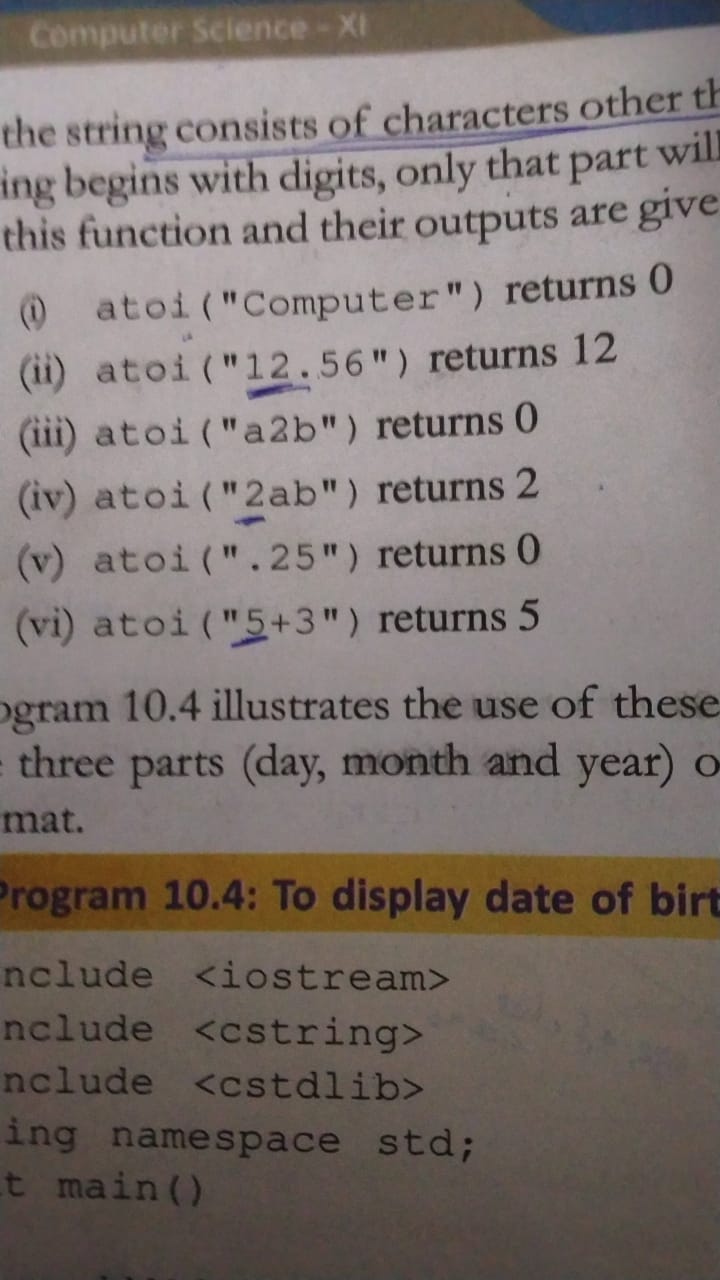 Computer Science - XI
the string consists of characters other th
ing begins with digits, only that part will
this function and their outputs are give
(i) atoi("Computer") returns 0
(ii) atoi("12.56") returns 12
(iii) atoi("a2b") returns 0
(iv) atoi("2ab") returns 2
(v) atoi(".25") returns 0
(vi) atoi("5+3") returns 5
ogram 10.4 illustrates the use of these
three parts (day, month and year) o
mat.
Program 10.4: To display date of birt
nclude <iostream>
nclude <cstring>
nclude <cstdlib>
ing namespace std;
t main()